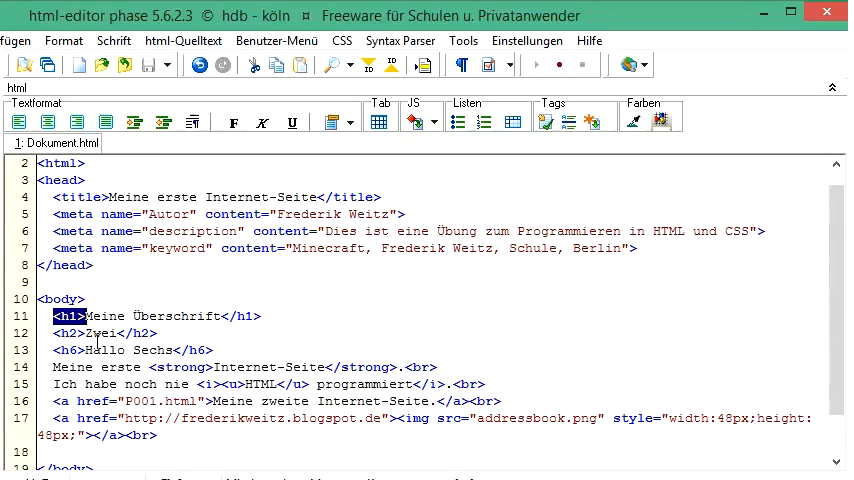 html-editor phase 5.6.2.3 © hdb - köln ¤ Freeware für Schulen u. Privatanwender
fügen Format Schrift html-Quelltext Benutzer-Menü CSS Syntax Parser Tools Einstellungen Hilfe
html
Textformat Tab JS Listen Tags Farben
F K U
1: Dokument.html
2 <html>
3 <head>
4 <title>Meine erste Internet-Seite</title>
5 <meta name="Autor" content="Frederik Weitz">
6 <meta name="description" content="Dies ist eine Übung zum Programmieren in HTML und CSS">
7 <meta name="keyword" content="Minecraft, Frederik Weitz, Schule, Berlin">
8 </head>
9
10 <body>
11 <h1>Meine Überschrift</h1>
12 <h2>Zwei</h2>
13 <h6>Hallo Sechs</h6>
14 Meine erste <strong>Internet-Seite</strong>.<br>
15 Ich habe noch nie <i><u>HTML</u> programmiert</i>.<br>
16 <a href="P001.html">Meine zweite Internet-Seite.</a><br>
17 <a href="http://frederikweitz.blogspot.de"><img src="addressbook.png" style="width:48px;height:
48px;"></a><br>
18
19 </body>